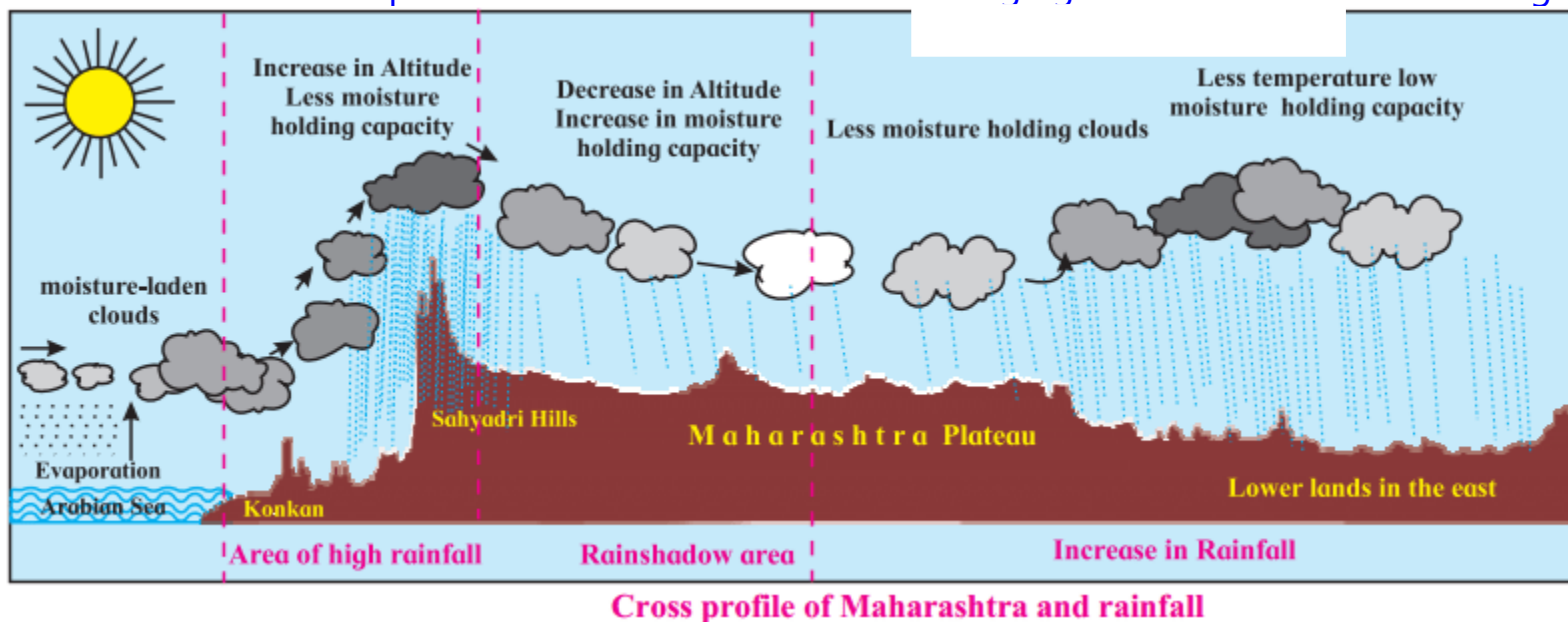 Increase in Altitude
Less moisture
holding capacity
Decrease in Altitude
Increase in moisture
holding capacity
Less moisture holding clouds
Less temperature low
moisture holding capacity
moisture-laden
clouds
Evaporation
Arabian Sea
Konkan
Sahyadri Hills
Maharashtra Plateau
Lower lands in the east
Area of high rainfall
Rainshadow area
Increase in Rainfall
Cross profile of Maharashtra and rainfall